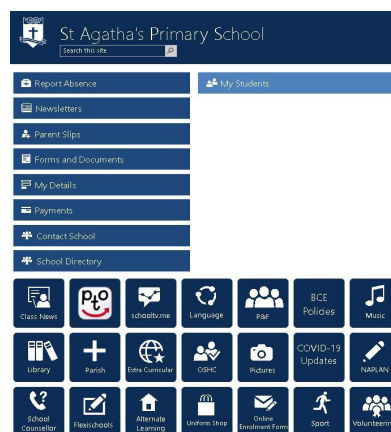 St Agatha's Primary School
Search this site
Report Absence
My Students
Newsletters
Parent Slips
Forms and Documents
My Details
Payments
Contact School
School Directory
Class News
Pto
schooltv.me
Language
P&F
BCE
Policies
Music
Library
Parish
Extra Curricular
OSHC
Pictures
COVID-19
Updates
NAPLAN
School
Counsellor
Flexischools
Alternate
Learning
Uniform Shop
Online
Enrolment Form
Sport
Volunteering